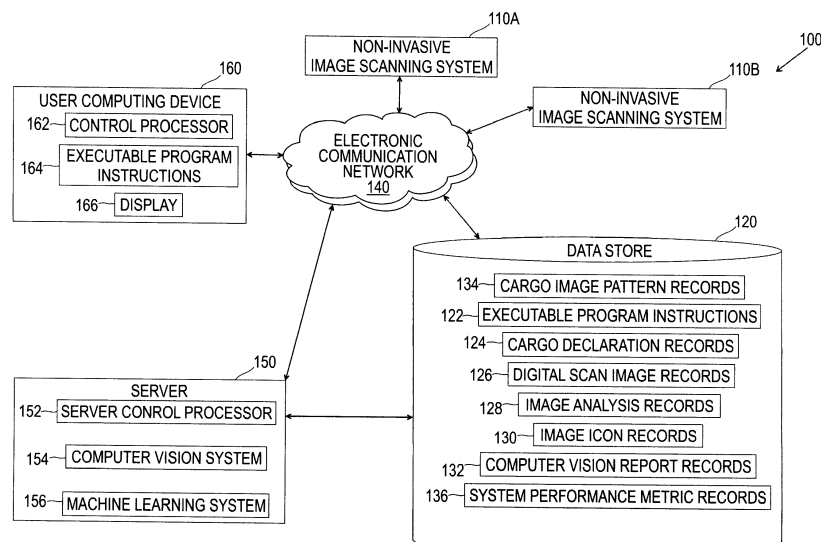 110A
NON-INVASIVE
IMAGE SCANNING SYSTEM
100
110B
NON-INVASIVE
IMAGE SCANNING SYSTEM
160
USER COMPUTING DEVICE
162 CONTROL PROCESSOR
164 EXECUTABLE PROGRAM
INSTRUCTIONS
166 DISPLAY
ELECTRONIC
COMMUNICATION
NETWORK
140
120
DATA STORE
134 CARGO IMAGE PATTERN RECORDS
122 EXECUTABLE PROGRAM INSTRUCTIONS
124 CARGO DECLARATION RECORDS
126 DIGITAL SCAN IMAGE RECORDS
128 IMAGE ANALYSIS RECORDS
130 IMAGE ICON RECORDS
132 COMPUTER VISION REPORT RECORDS
136 SYSTEM PERFORMANCE METRIC RECORDS
150
SERVER
152 SERVER CONROL PROCESSOR
154 COMPUTER VISION SYSTEM
156 MACHINE LEARNING SYSTEM